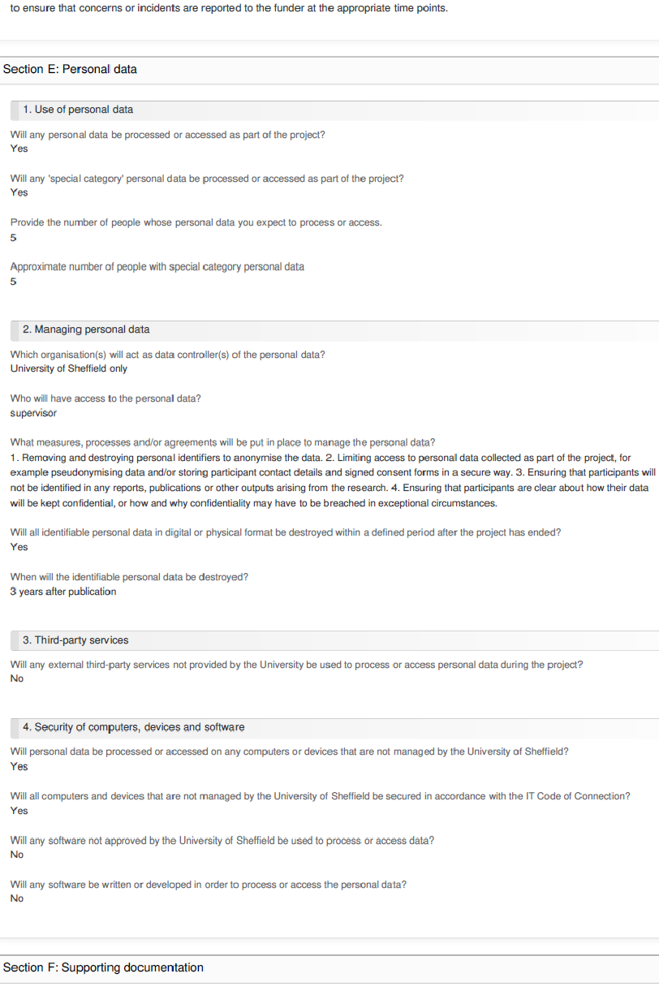 to ensure that concerns or incidents are reported to the funder at the appropriate time points.
Section E: Personal data
1. Use of personal data
Will any personal data be processed or accessed as part of the project?
Yes
Will any 'special category' personal data be processed or accessed as part of the project?
Yes
Provide the number of people whose personal data you expect to process or access.
5
Approximate number of people with special category personal data
5
2. Managing personal data
Which organisation(s) will act as data controller(s) of the personal data?
University of Sheffield only
Who will have access to the personal data?
supervisor
What measures, processes and/or agreements will be put in place to manage the personal data?
1. Removing and destroying personal identifiers to anonymise the data. 2. Limiting access to personal data collected as part of the project, for
example pseudonymising data and/or storing participant contact details and signed consent forms in a secure way. 3. Ensuring that participants will
not be identified in any reports, publications or other outputs arising from the research. 4. Ensuring that participants are clear about how their data
will be kept confidential, or how and why confidentiality may have to be breached in exceptional circumstances.
Will all identifiable personal data in digital or physical format be destroyed within a defined period after the project has ended?
Yes
When will the identifiable personal data be destroyed?
3 years after publication
3. Third-party services
Will any external third-party services not provided by the University be used to process or access personal data during the project?
No
4. Security of computers, devices and software
Will personal data be processed or accessed on any computers or devices that are not managed by the University of Sheffield?
Yes
Will all computers and devices that are not managed by the University of Sheffield be secured in accordance with the IT Code of Connection?
Yes
Will any software not approved by the University of Sheffield be used to process or access data?
No
Will any software be written or developed in order to process or access the personal data?
No
Section F: Supporting documentation